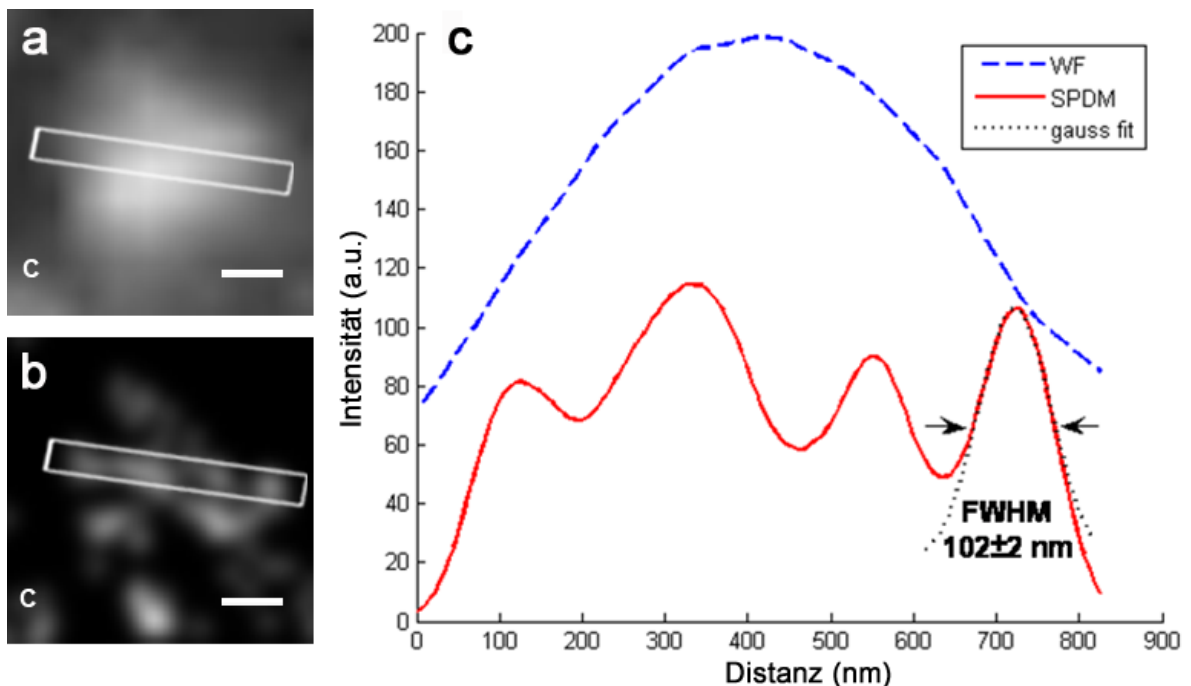 a
c
b
c
c
WF
SPDM
gauss fit
Intensität (a.u.)
200
180
160
140
120
100
80
60
40
20
0
FWHM
102±2 nm
0 100 200 300 400 500 600 700 800 900
Distanz (nm)